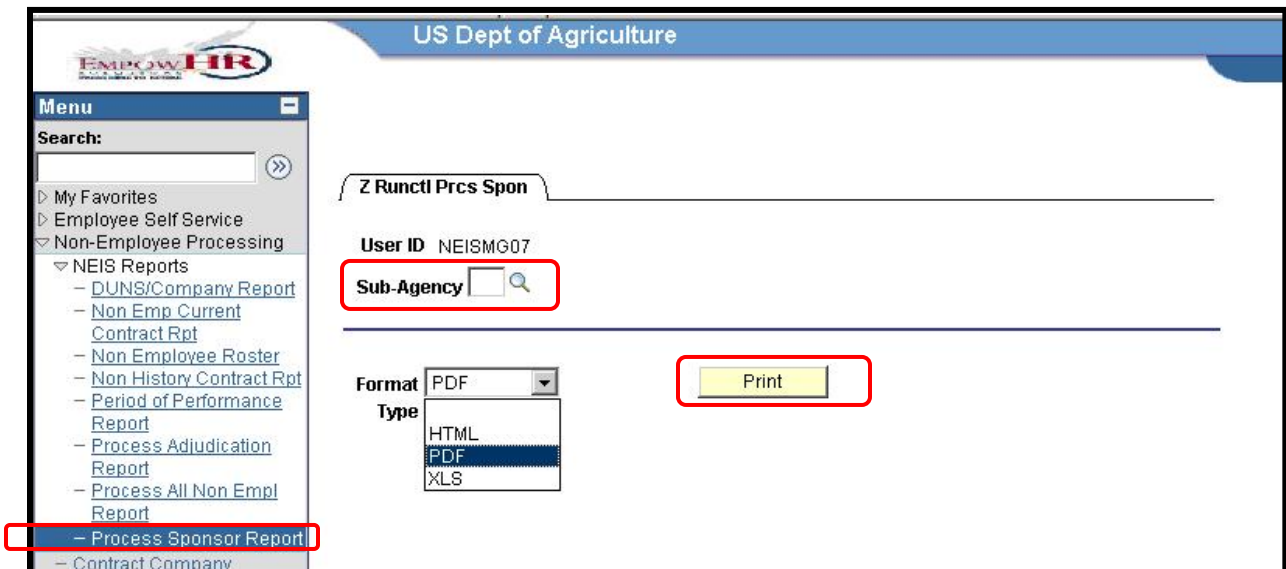 US Dept of Agriculture
EMPOWHR
Menu
Search:
My Favorites
Employee Self Service
Non-Employee Processing
NEIS Reports
– DUNS/Company Report
– Non Emp Current
Contract Rpt
– Non Employee Roster
– Non History Contract Rpt
– Period of Performance
Report
– Process Adjudication
Report
– Process All Non Empl
Report
– Process Sponsor Report
– Contract Company
Z Runctl Prcs Spon
User ID NEISMG07
Sub-Agency
Format PDF
Type
HTML
PDF
XLS
Print